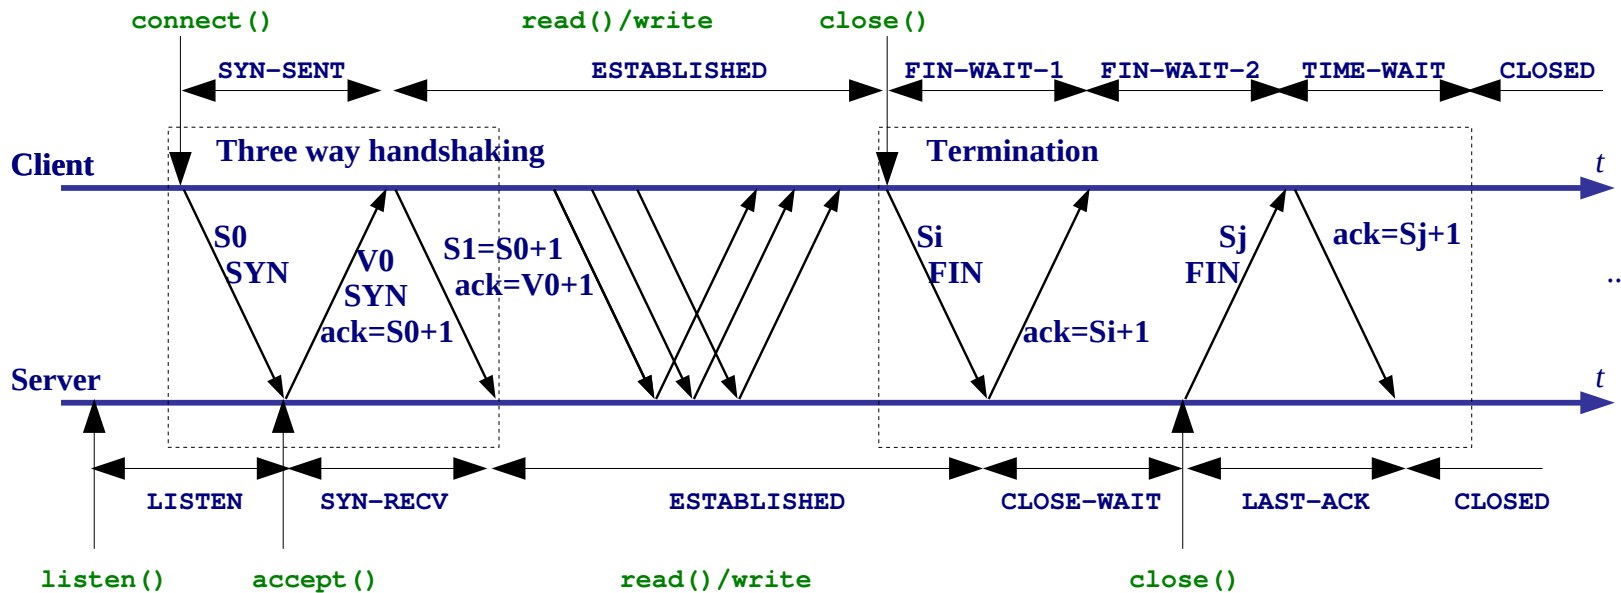 connect() read()/write close()
SYN-SENT ESTABLISHED FIN-WAIT-1 FIN-WAIT-2 TIME-WAIT CLOSED
Three way handshaking Termination
Client t
S0
SYN
V0
SYN
ack=S0+1
S1=S0+1
ack=V0+1
Si
FIN
ack=Si+1
Sj
FIN
ack=Sj+1
..
Server t
LISTEN SYN-RECV ESTABLISHED CLOSE-WAIT LAST-ACK CLOSED
listen() accept() read()/write close()